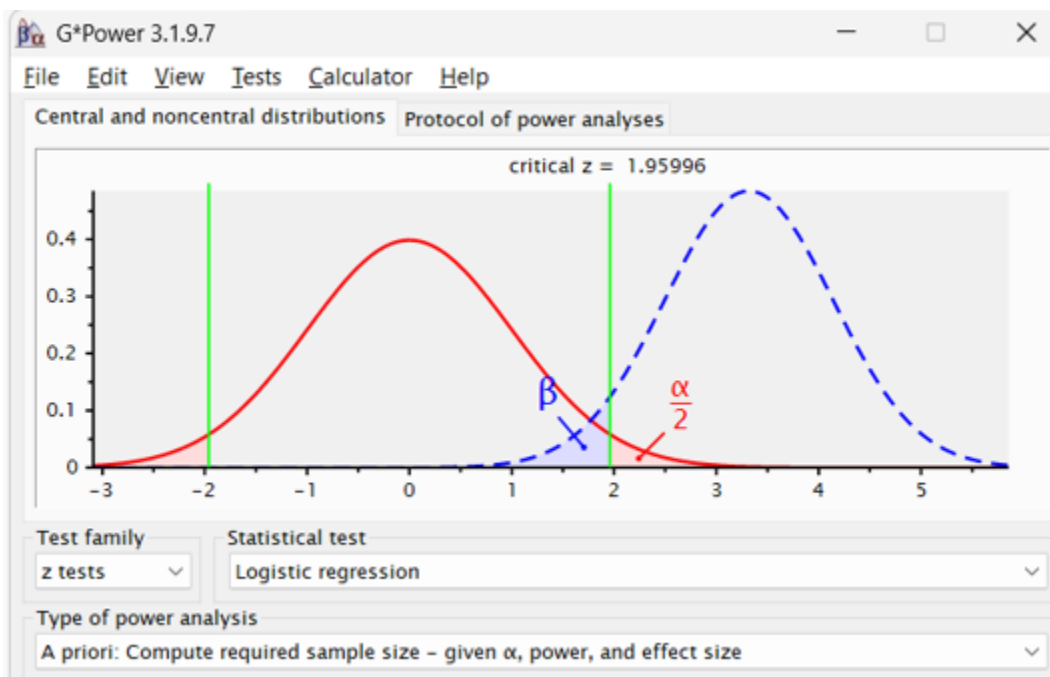 βα G*Power 3.1.9.7
File Edit View Tests Calculator Help
Central and noncentral distributions Protocol of power analyses
critical z = 1.95996
0.4
0.3
0.2
0.1
0
β
α
2
-3 -2 -1 0 1 2 3 4 5
Test family Statistical test
z tests Logistic regression
Type of power analysis
A priori: Compute required sample size – given α, power, and effect size